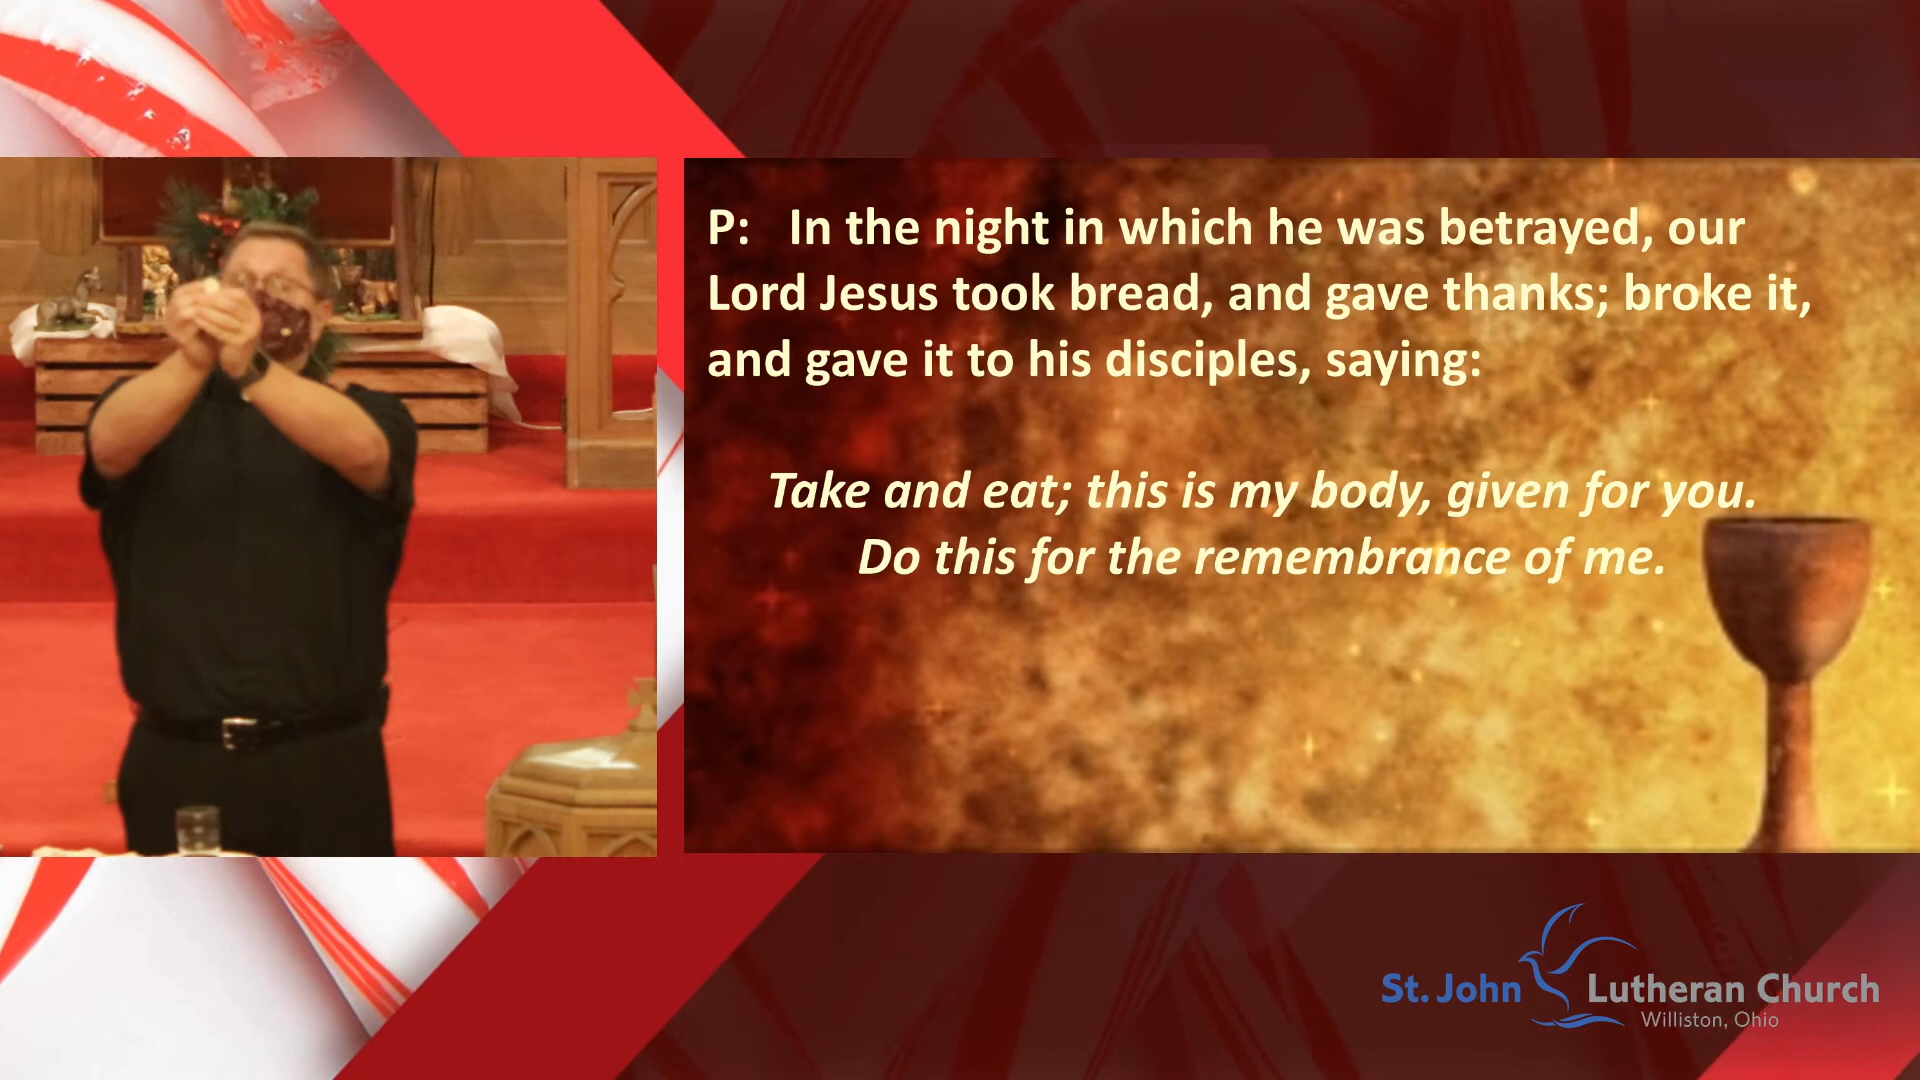 P: In the night in which he was betrayed, our
Lord Jesus took bread, and gave thanks; broke it,
and gave it to his disciples, saying:
Take and eat; this is my body, given for you.
Do this for the remembrance of me.
St. John Lutheran Church
Williston, Ohio